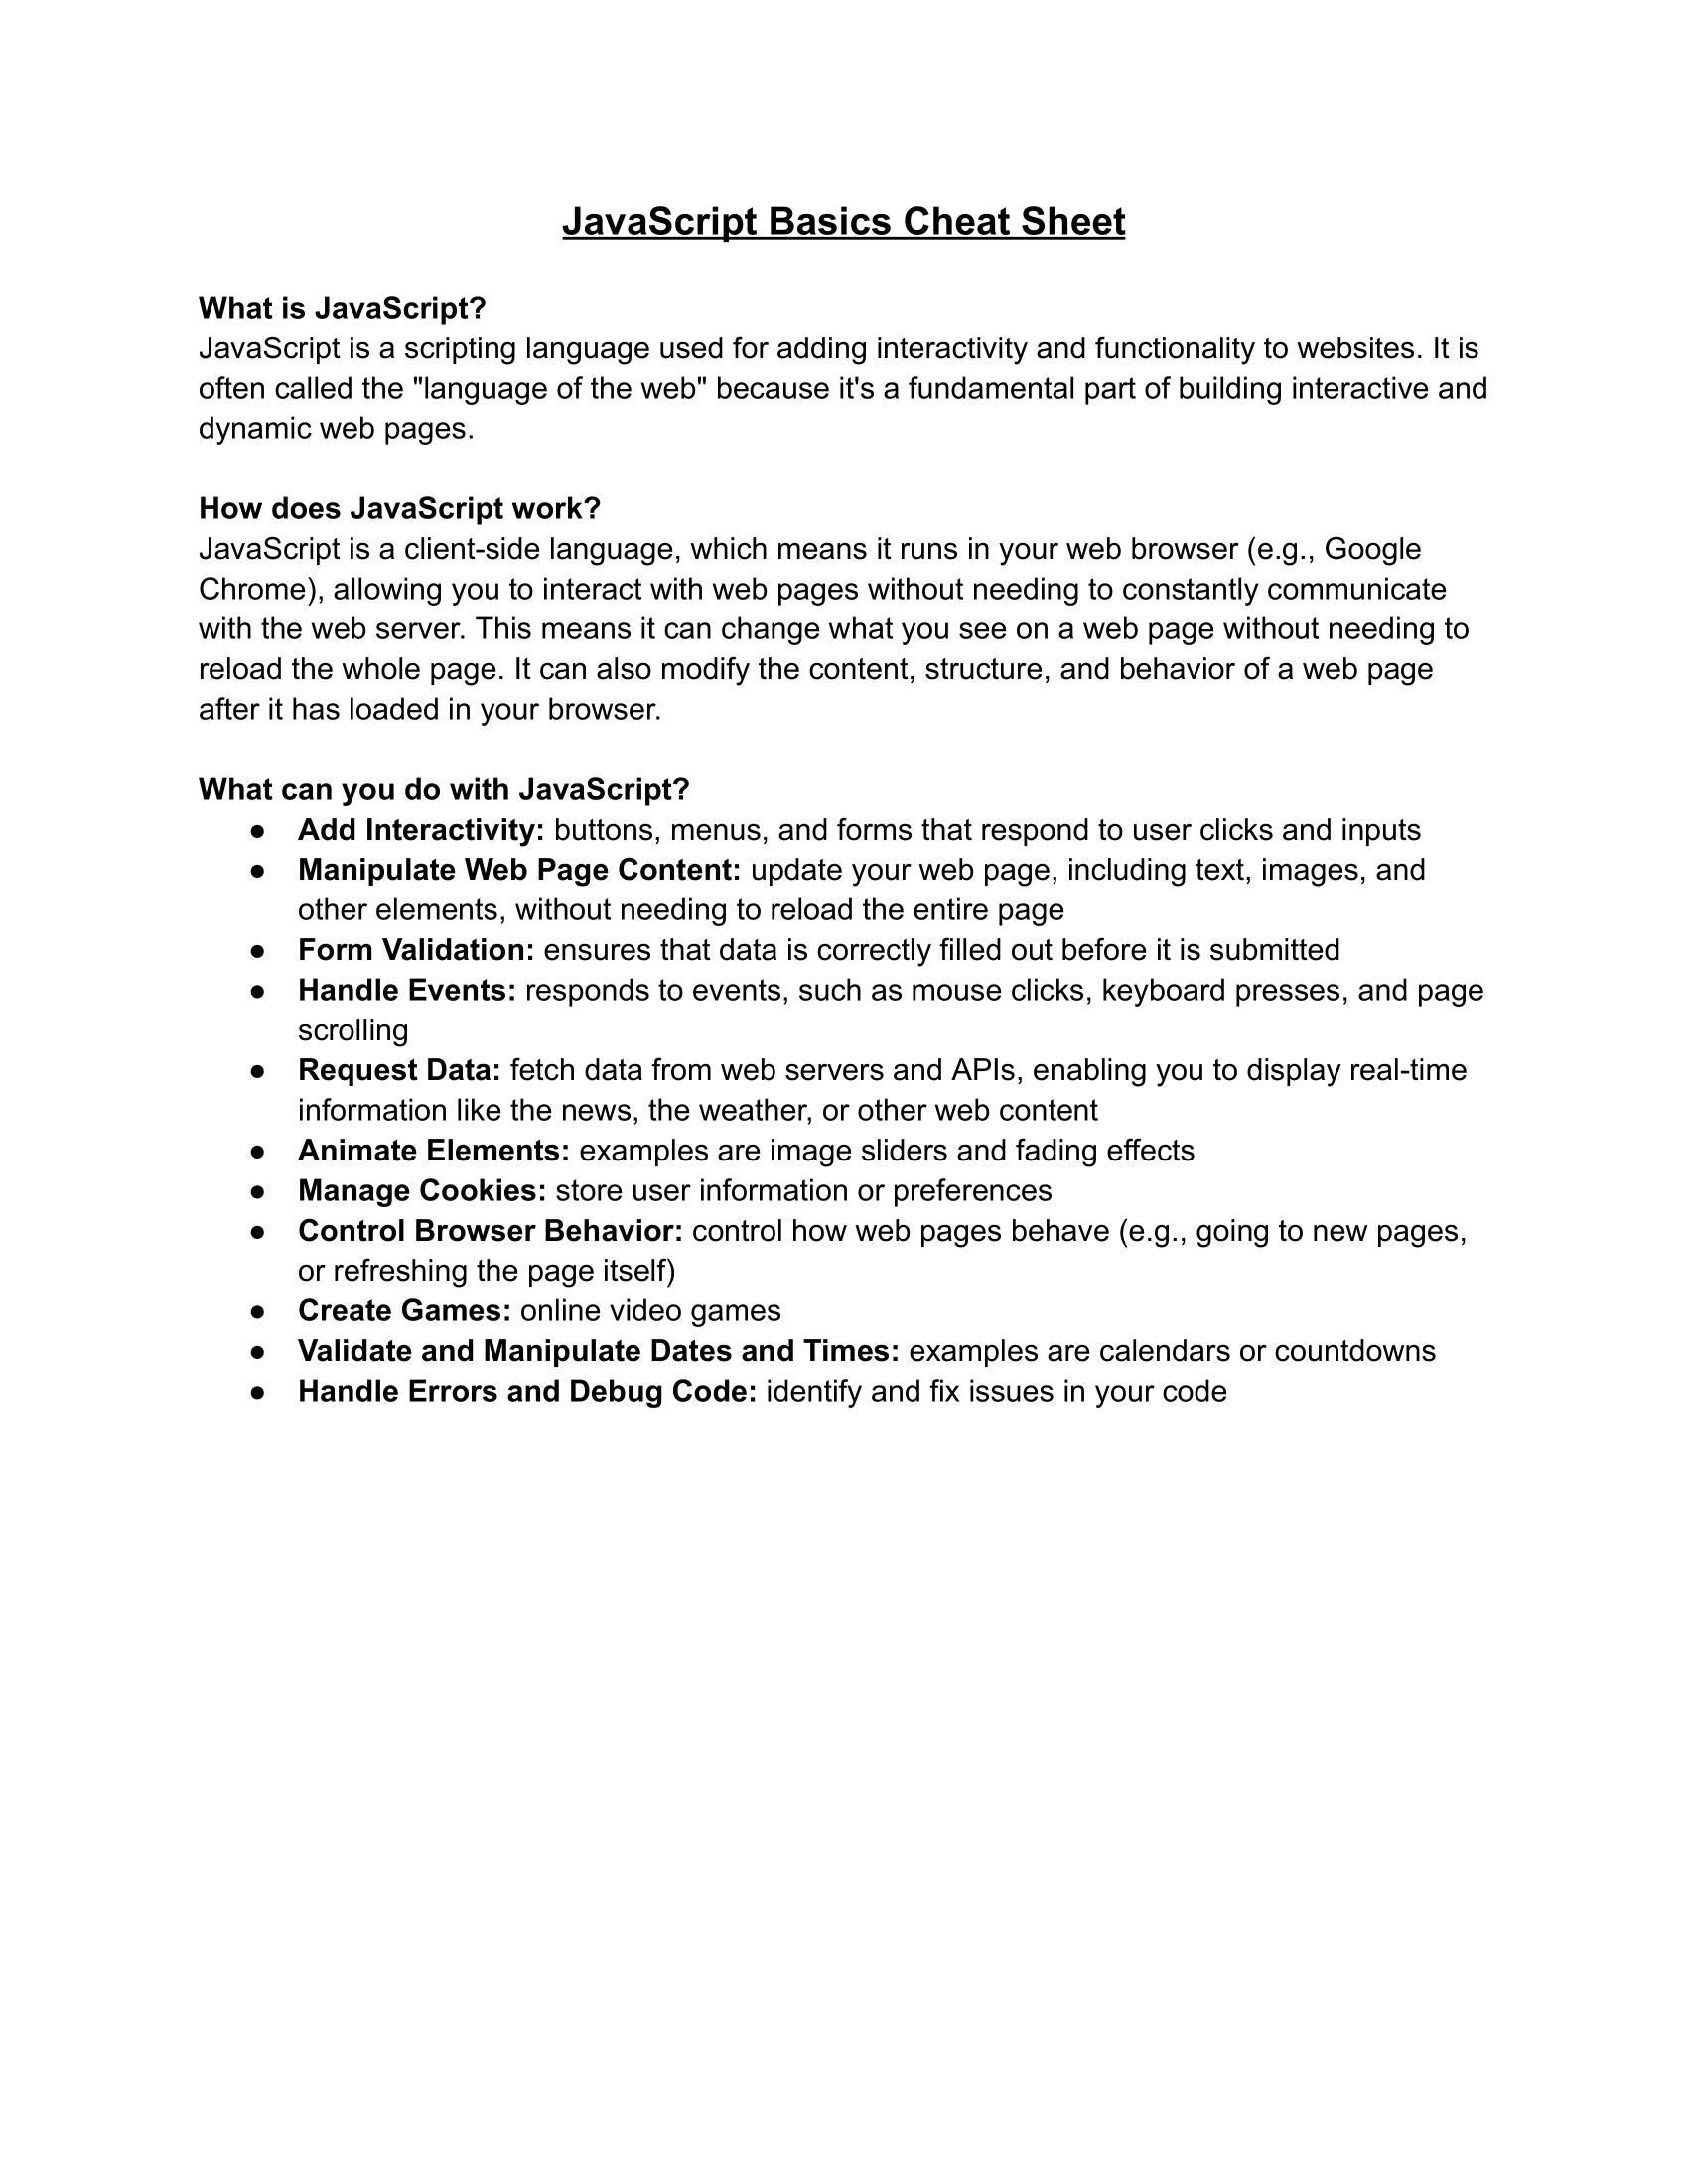 JavaScript Basics Cheat Sheet
What is JavaScript?
JavaScript is a scripting language used for adding interactivity and functionality to websites. It is
often called the "language of the web" because it's a fundamental part of building interactive and
dynamic web pages.
How does JavaScript work?
JavaScript is a client-side language, which means it runs in your web browser (e.g., Google
Chrome), allowing you to interact with web pages without needing to constantly communicate
with the web server. This means it can change what you see on a web page without needing to
reload the whole page. It can also modify the content, structure, and behavior of a web page
after it has loaded in your browser.
What can you do with JavaScript?
● Add Interactivity: buttons, menus, and forms that respond to user clicks and inputs
● Manipulate Web Page Content: update your web page, including text, images, and
other elements, without needing to reload the entire page
● Form Validation: ensures that data is correctly filled out before it is submitted
● Handle Events: responds to events, such as mouse clicks, keyboard presses, and page
scrolling
● Request Data: fetch data from web servers and APIs, enabling you to display real-time
information like the news, the weather, or other web content
● Animate Elements: examples are image sliders and fading effects
● Manage Cookies: store user information or preferences
● Control Browser Behavior: control how web pages behave (e.g., going to new pages,
or refreshing the page itself)
● Create Games: online video games
● Validate and Manipulate Dates and Times: examples are calendars or countdowns
● Handle Errors and Debug Code: identify and fix issues in your code